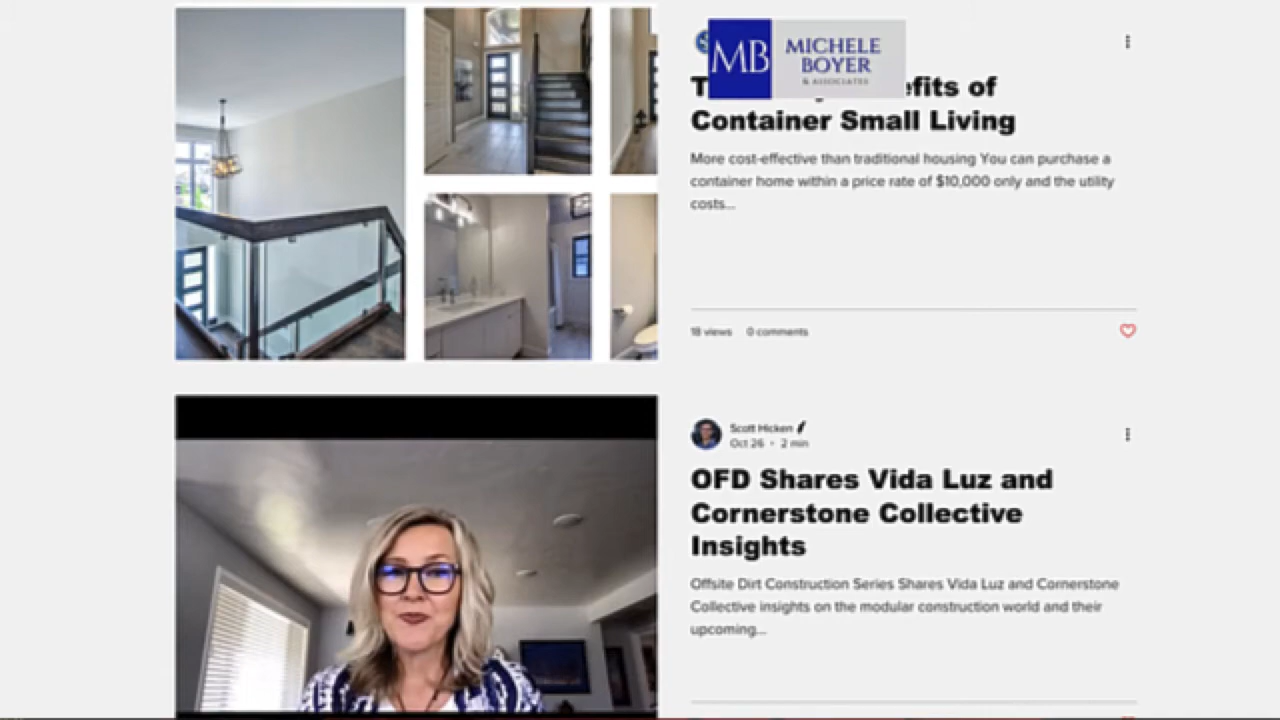 MB MICHELE
BOYER
& ASSOCIATES
efits of
Container Small Living
More cost-effective than traditional housing You can purchase a
container home within a price rate of $10,000 only and the utility
costs...
18 views 0 comments
Scott Hicken
Oct 26 • 2 min
OFD Shares Vida Luz and
Cornerstone Collective
Insights
Offsite Dirt Construction Series Shares Vida Luz and Cornerstone
Collective insights on the modular construction world and their
upcoming...